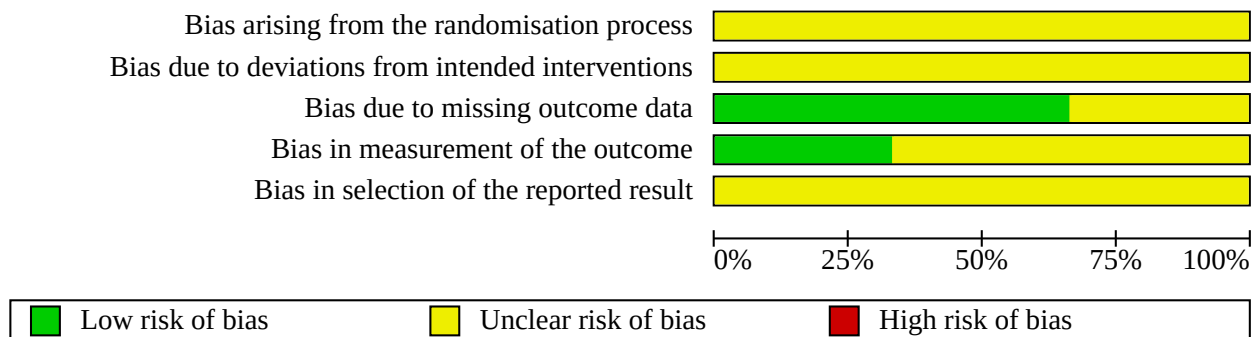 Bias arising from the randomisation process
Bias due to deviations from intended interventions
Bias due to missing outcome data
Bias in measurement of the outcome
Bias in selection of the reported result
0% 25% 50% 75% 100%
Low risk of bias Unclear risk of bias High risk of bias